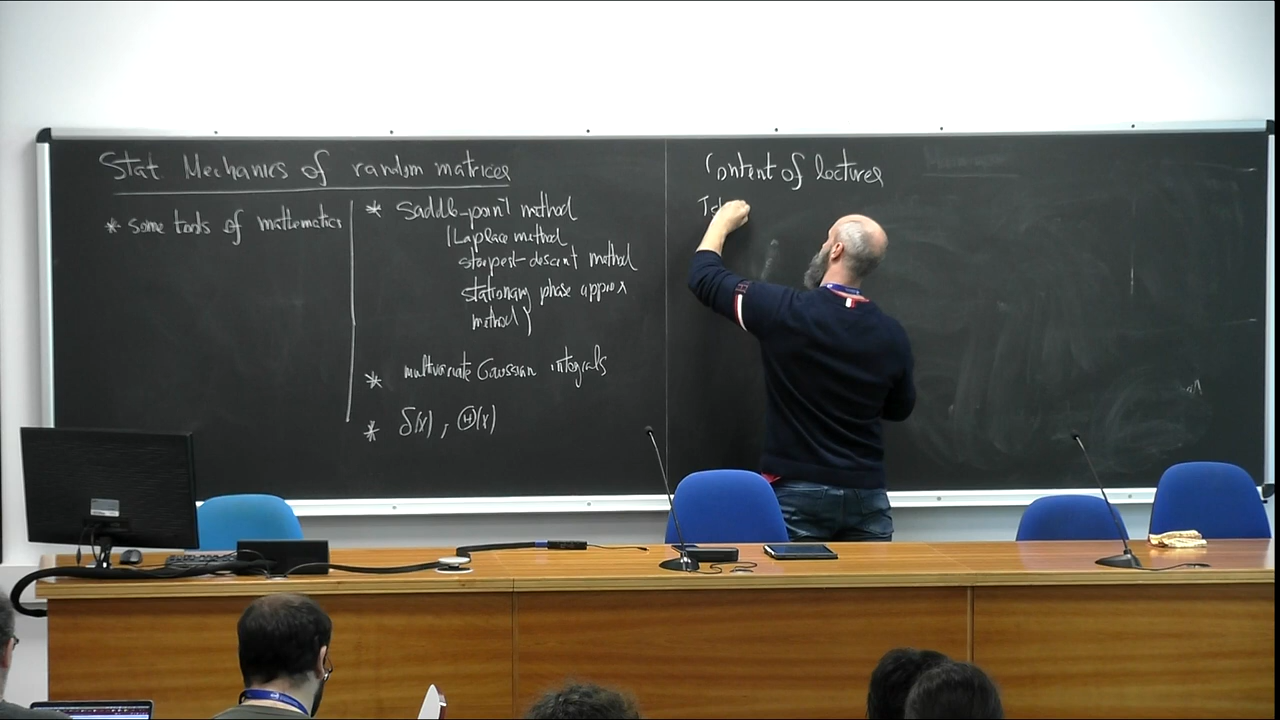 Stat Mechanics of random matrices
* some tools of mathematics
* Saddle-point method
(Laplace method
steepest-descent method
stationary phase approx
method)
* multivariate Gaussian integrals
* δ(x), Θ(x)
Content of lectures